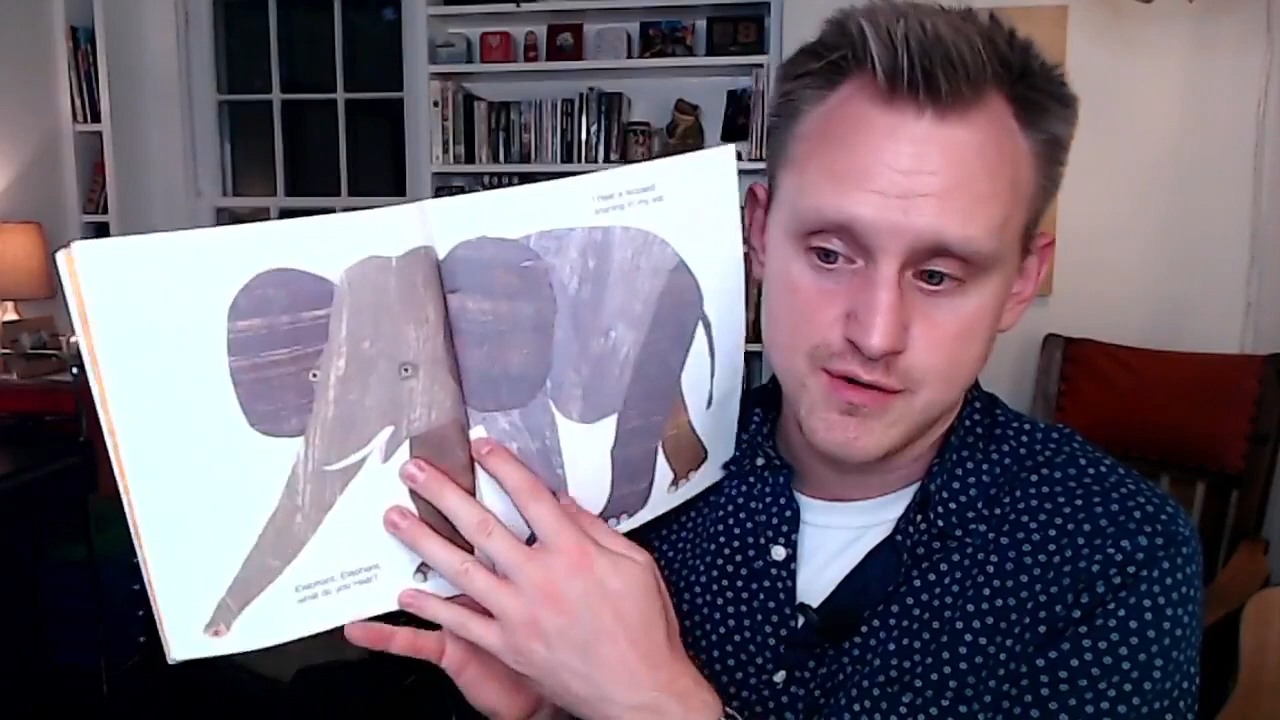 I hear a leopard
snarling in my ear.
Elephant, Elephant,
what do you hear?